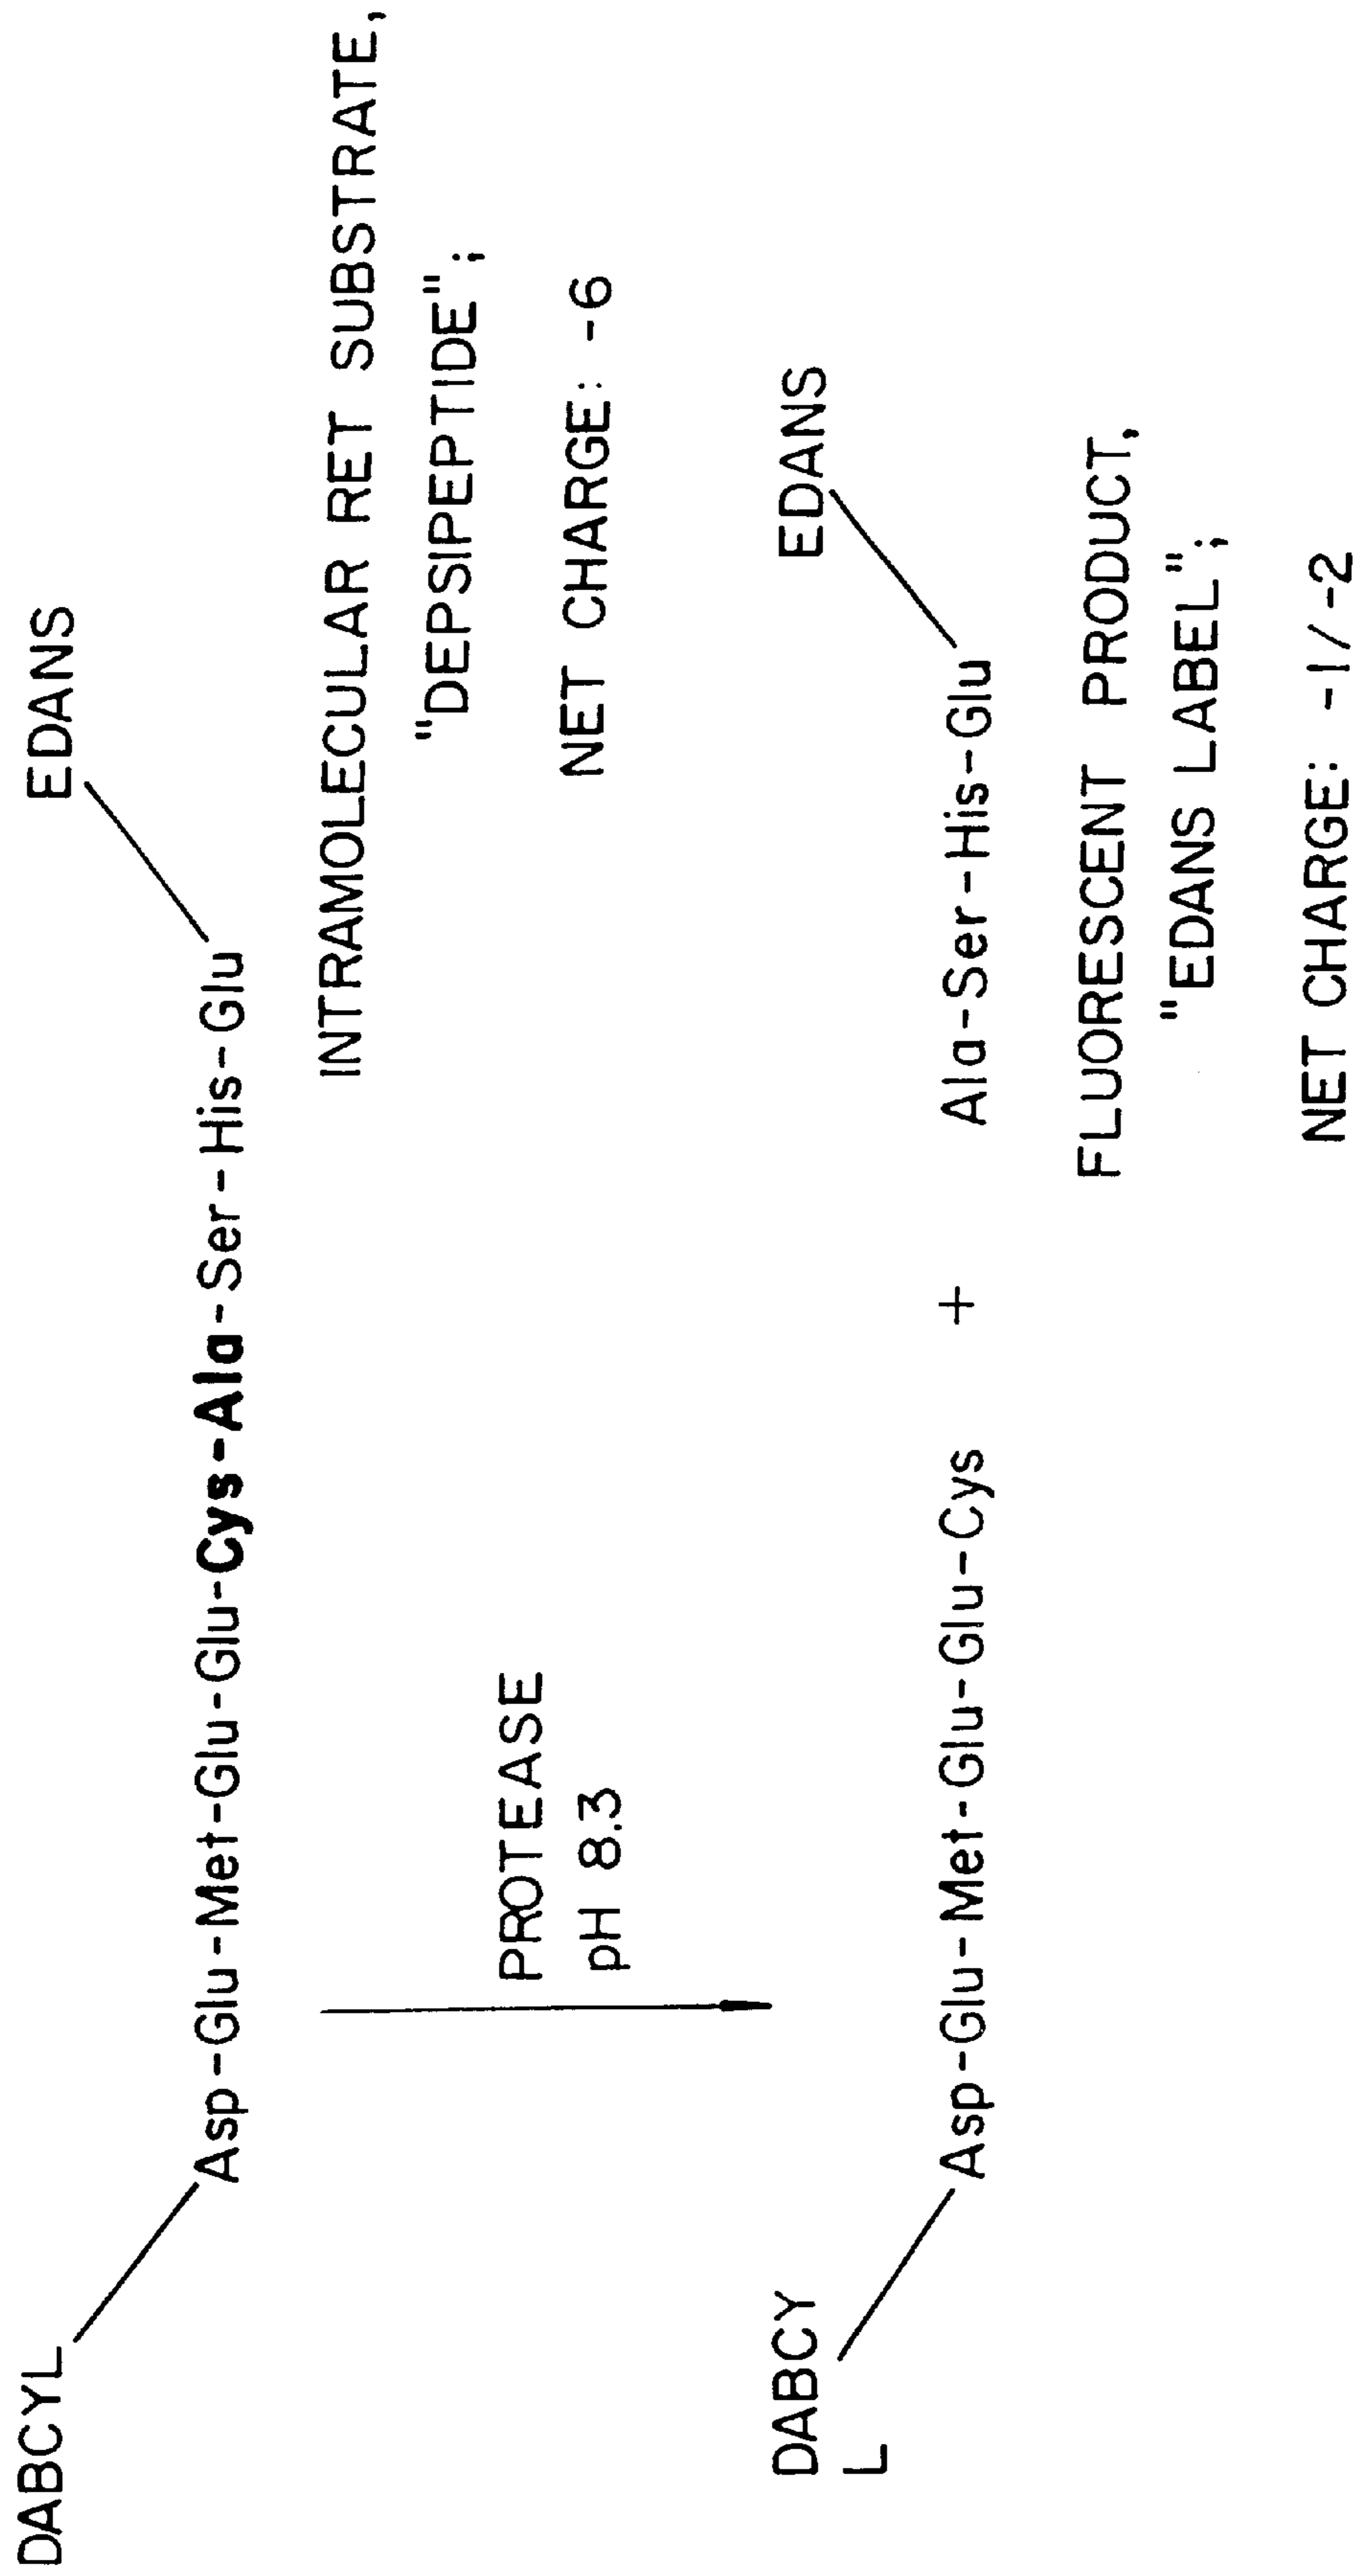 DABCYL
EDANS
Asp-Glu-Met-Glu-Glu-Cys-Ala-Ser-His-Glu
INTRAMOLECULAR RET SUBSTRATE,
"DEPSIPEPTIDE";
NET CHARGE: -6
PROTEASE
pH 8.3
DABCY
L
EDANS
Asp-Glu-Met-Glu-Glu-Cys + Ala-Ser-His-Glu
FLUORESCENT PRODUCT,
"EDANS LABEL";
NET CHARGE: -1/-2